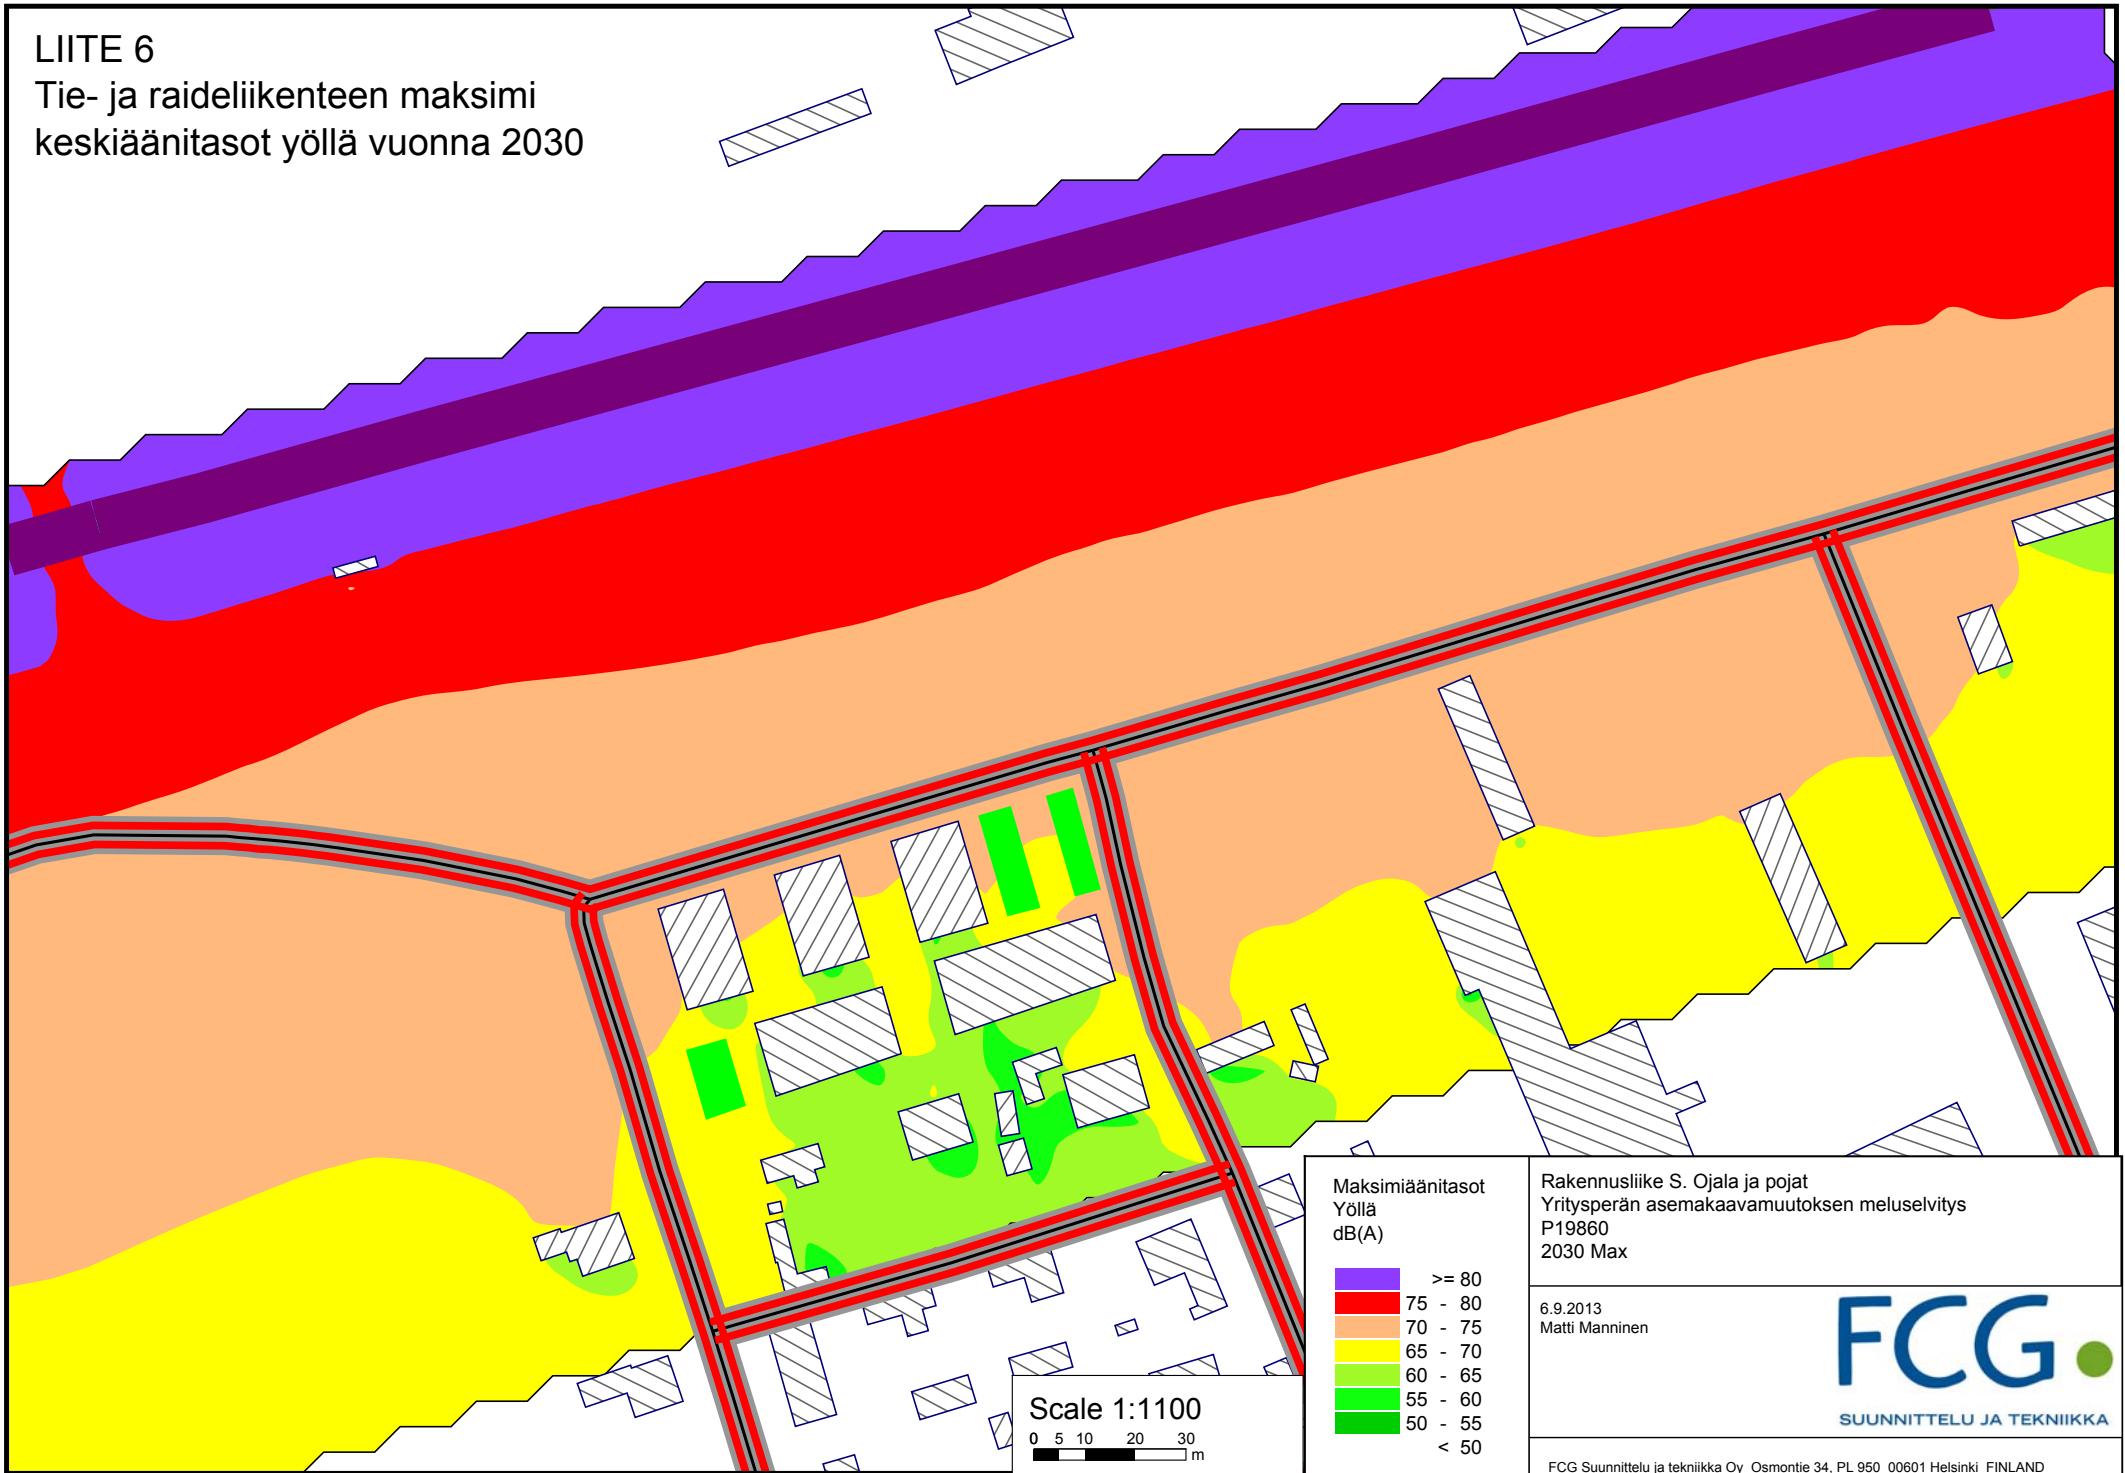 LIITE 6
Tie- ja raideliikenteen maksimi
keskiäänitasot yöllä vuonna 2030
Scale 1:1100
0 5 10 20 30
m
Maksimiäänitasot
Yöllä
dB(A)
>= 80
75 - 80
70 - 75
65 - 70
60 - 65
55 - 60
50 - 55
< 50
Rakennusliike S. Ojala ja pojat
Yritysperän asemakaavamuutoksen meluselvitys
P19860
2030 Max
6.9.2013
Matti Manninen
FCG
SUUNNITTELU JA TEKNIIKKA
FCG Suunnittelu ja tekniikka Oy Osmontie 34, PL 950 00601 Helsinki FINLAND